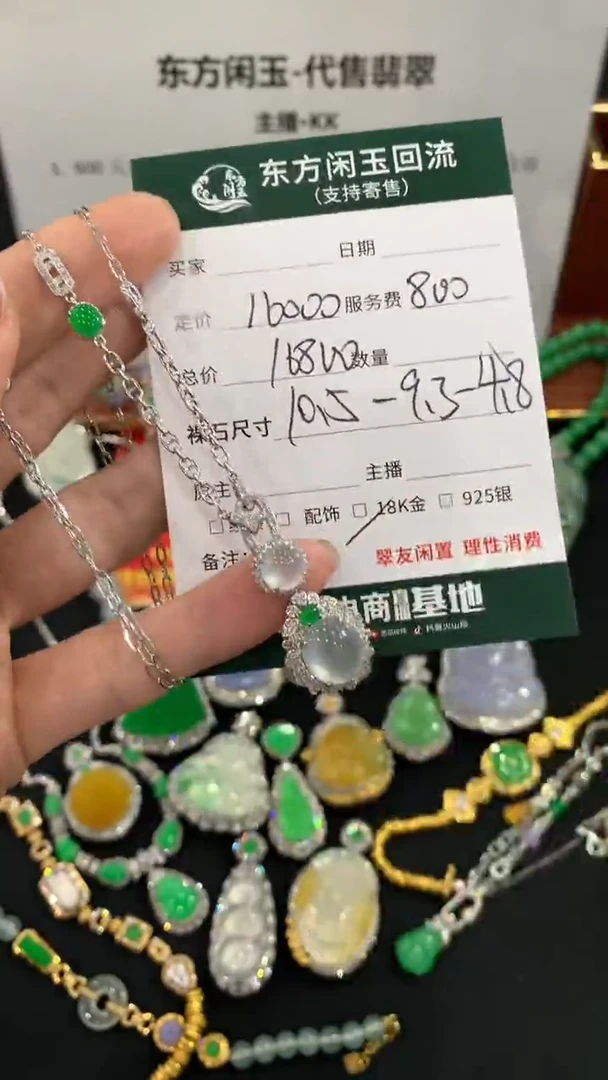 东方闲玉-代售翡翠
主播-KK
东方闲玉回流
(支持寄售)
买家 日期
定价 16000 服务费 800
总价 16800 数量
裸石尺寸 10.5-9.3-4.8
主播
配饰 18K金 925银
备注:
翠友闲置 理性消费
电商 基地